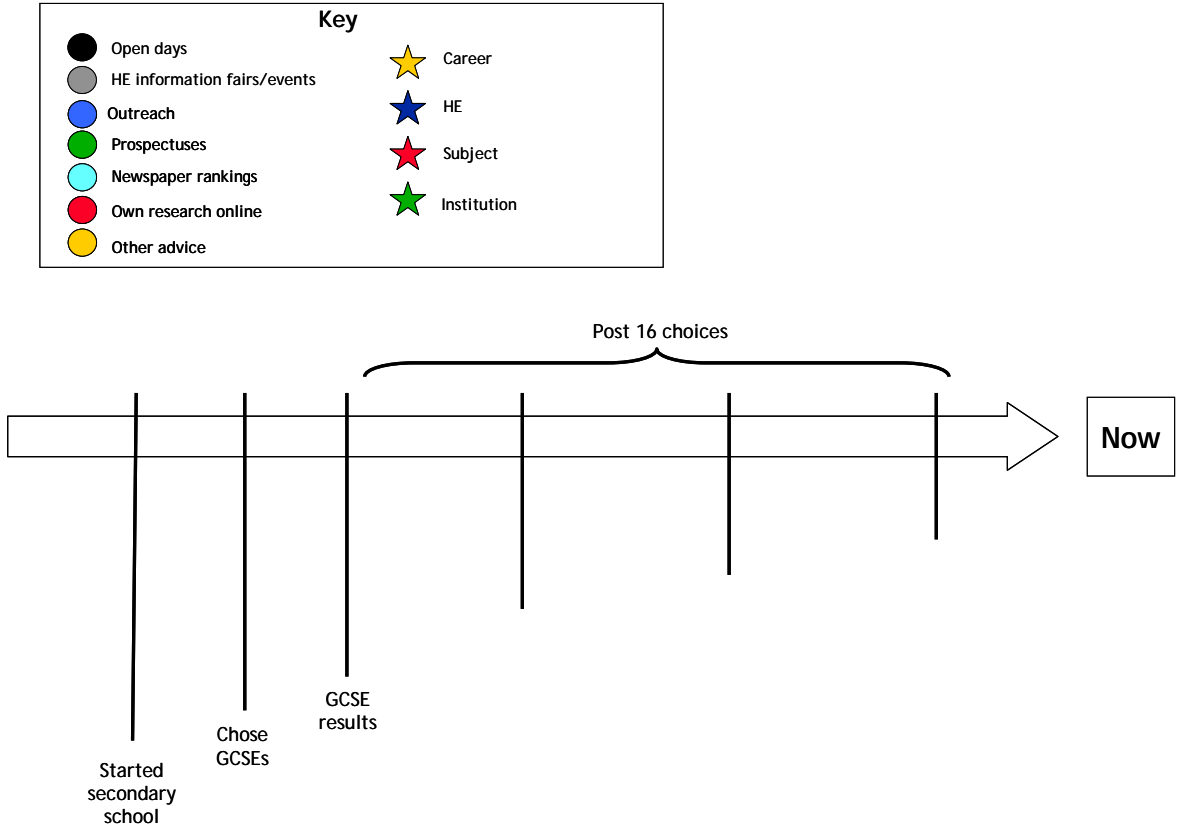 Key
Open days
HE information fairs/events
Outreach
Prospectuses
Newspaper rankings
Own research online
Other advice
Career
HE
Subject
Institution
Post 16 choices
Now
GCSE
results
Chose
GCSEs
Started
secondary
school